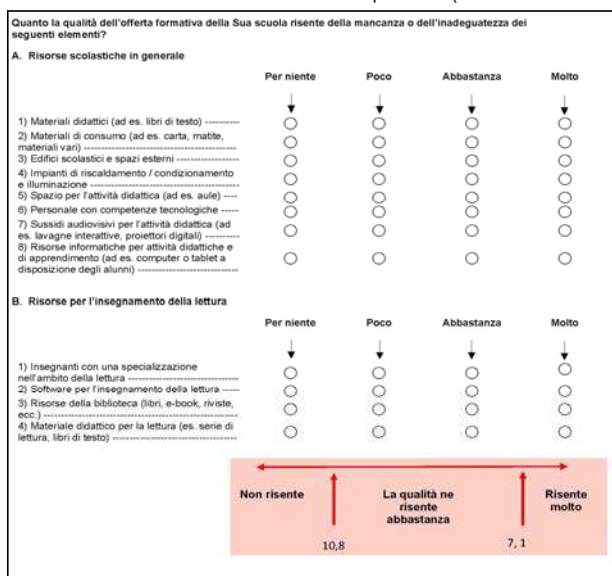 Quanto la qualità dell'offerta formativa della Sua scuola risente della mancanza o dell'inadeguatezza dei
seguenti elementi?
A. Risorse scolastiche in generale
Per niente Poco Abbastanza Molto
1) Materiali didattici (ad es. libri di testo) ----------
2) Materiali di consumo (ad es. carta, matite,
materiali vari) --------------------------------------------
3) Edifici scolastici e spazi esterni -----------------
4) Impianti di riscaldamento / condizionamento
e illuminazione --------------------------------------------
5) Spazio per l'attività didattica (ad es. aule) ----
6) Personale con competenze tecnologiche -----
7) Sussidi audiovisivi per l'attività didattica (ad
es. lavagne interattive, proiettori digitali) ----------
8) Risorse informatiche per attività didattiche e
di apprendimento (ad es. computer o tablet a
disposizione degli alunni) -----------------------------
B. Risorse per l'insegnamento della lettura
Per niente Poco Abbastanza Molto
1) Insegnanti con una specializzazione
nell'ambito della lettura --------------------------------
2) Software per l'insegnamento della lettura ------
3) Risorse della biblioteca (libri, e-book, riviste,
ecc.) ----------------------------------------------------------
4) Materiale didattico per la lettura (es. serie di
lettura, libri di testo) ------------------------------------
Non risente La qualità ne Risente
risente molto
abbastanza
10,8 7, 1